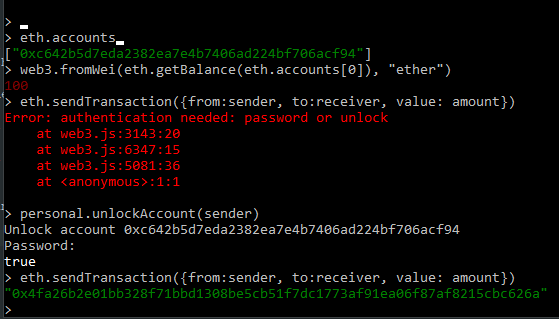 >
> eth.accounts
["0xc642b5d7eda2382ea7e4b7406ad224bf706acf94"]
> web3.fromWei(eth.getBalance(eth.accounts[0]), "ether")
100
> eth.sendTransaction({from:sender, to:receiver, value: amount})
Error: authentication needed: password or unlock
    at web3.js:3143:20
    at web3.js:6347:15
    at web3.js:5081:36
    at <anonymous>:1:1

> personal.unlockAccount(sender)
Unlock account 0xc642b5d7eda2382ea7e4b7406ad224bf706acf94
Password:
true
> eth.sendTransaction({from:sender, to:receiver, value: amount})
"0x4fa26b2e01bb328f71bbd1308be5cb51f7dc1773af91ea06f87af8215cbc626a"
>